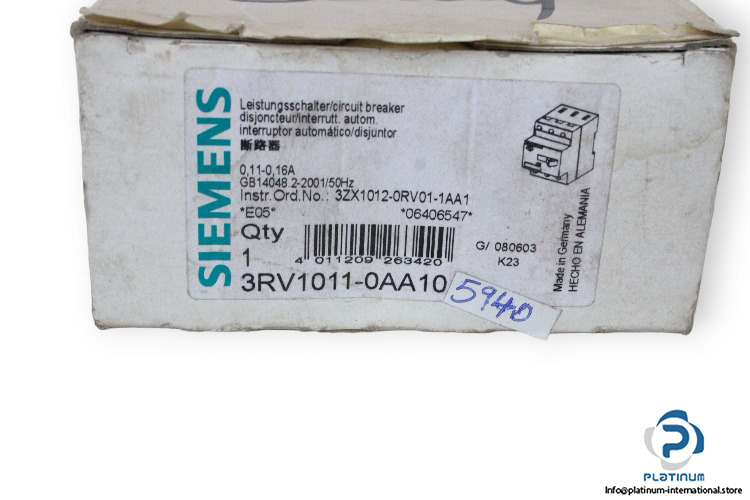 SIEMENS
Leistungsschalter/circuit breaker
disjoncteur/interrutt. autom.
interruptor automático/disjuntor
断路器
0,11-0,16A
GB14048.2-2001/50Hz
Instr.Ord.No.: 3ZX1012-0RV01-1AA1
*E05* *06406547*
Qty
1
4 011209 263420
G/ 080603
K23
3RV1011-0AA10
5940
Made in Germany
HECHO EN ALEMANIA
PLATINUM
Info@platinum-international.store